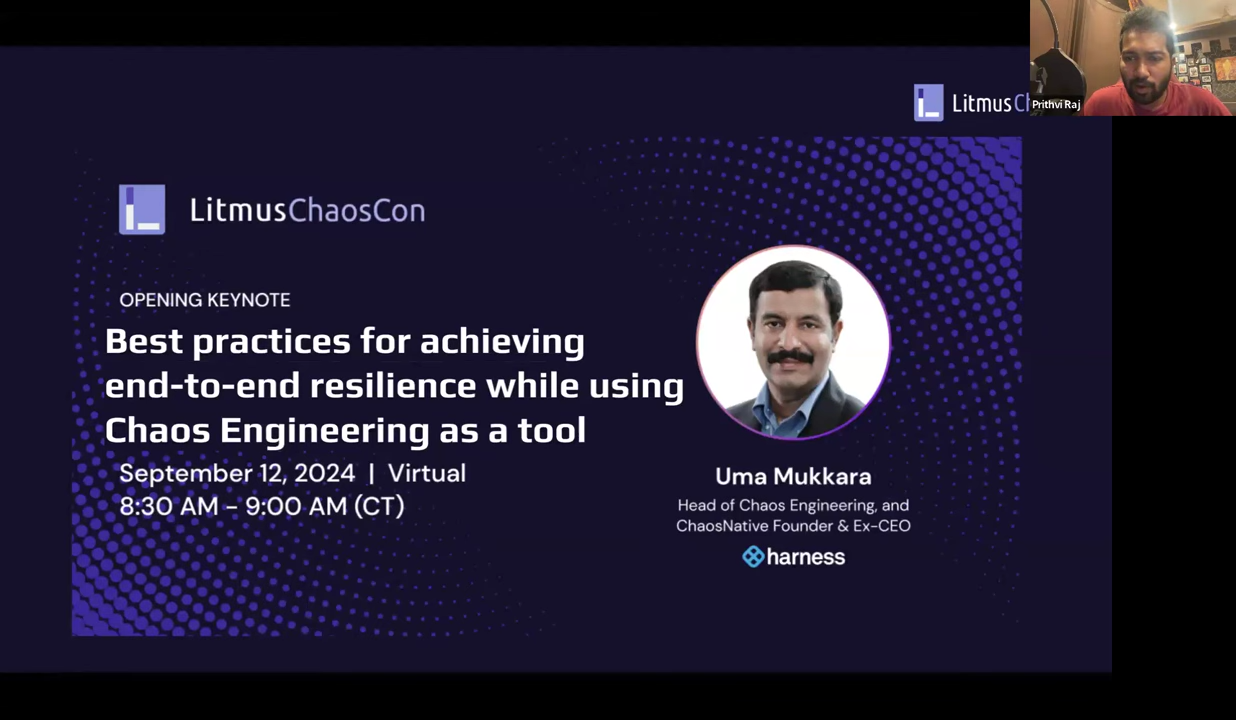 LitmusCh
Prithvi Raj
LitmusChaosCon
OPENING KEYNOTE
Best practices for achieving
end-to-end resilience while using
Chaos Engineering as a tool
September 12, 2024 | Virtual
8:30 AM – 9:00 AM (CT)
Uma Mukkara
Head of Chaos Engineering, and
ChaosNative Founder & Ex-CEO
harness